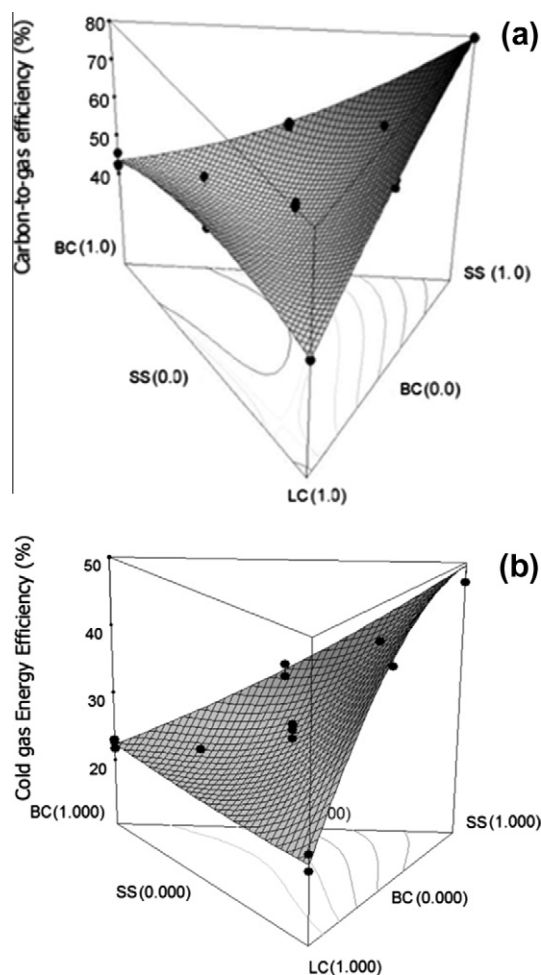 (a)
Carbon-to-gas efficiency (%)
80
70
60
50
40
BC(1.0)
SS(1.0)
SS(0.0)
BC(0.0)
LC(1.0)
(b)
Cold gas Energy Efficiency (%)
50
40
30
20
BC(1.000)
00)
SS(1.000)
SS(0.000)
BC(0.000)
LC(1.000)